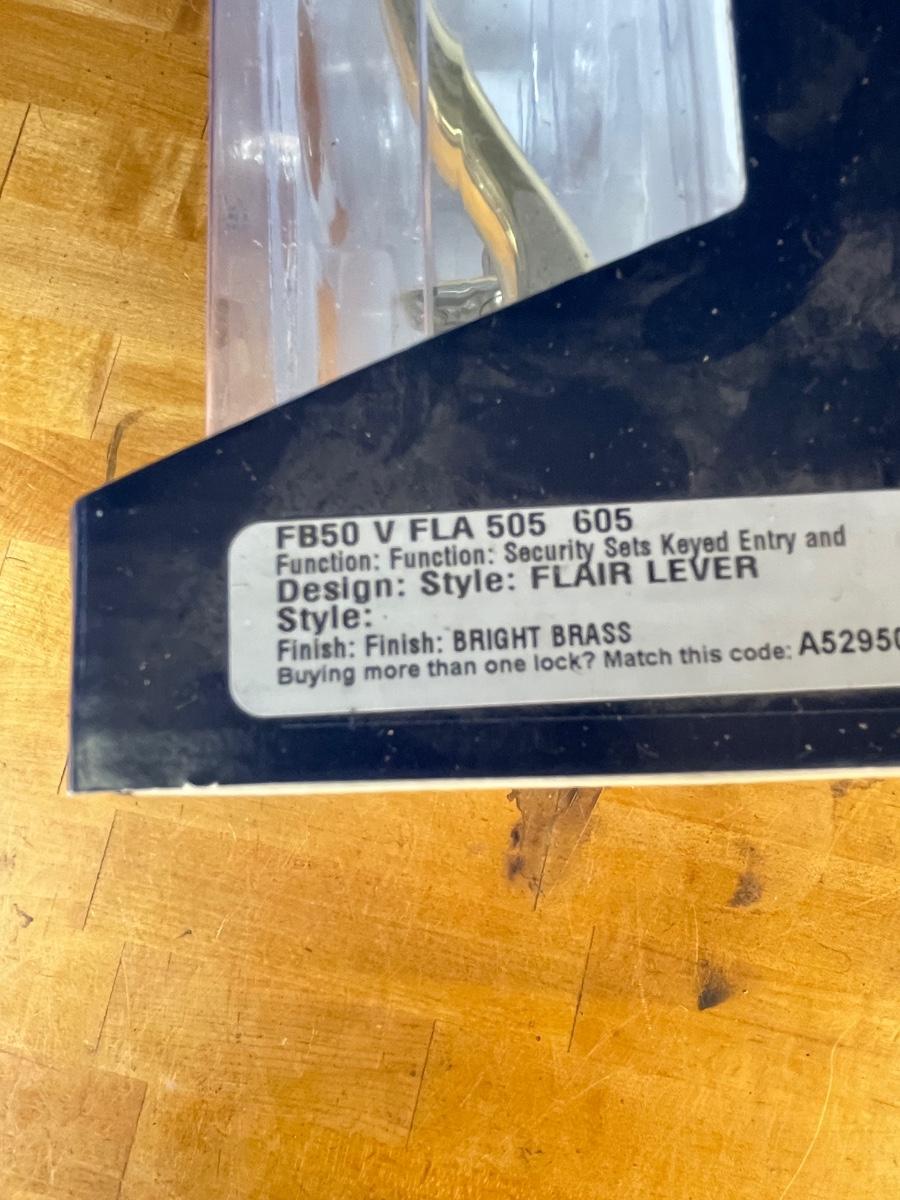 FB50 V FLA 505 605
Function: Function: Security Sets Keyed Entry and
Design: Style: FLAIR LEVER
Style:
Finish: Finish: BRIGHT BRASS
Buying more than one lock? Match this code: A52950